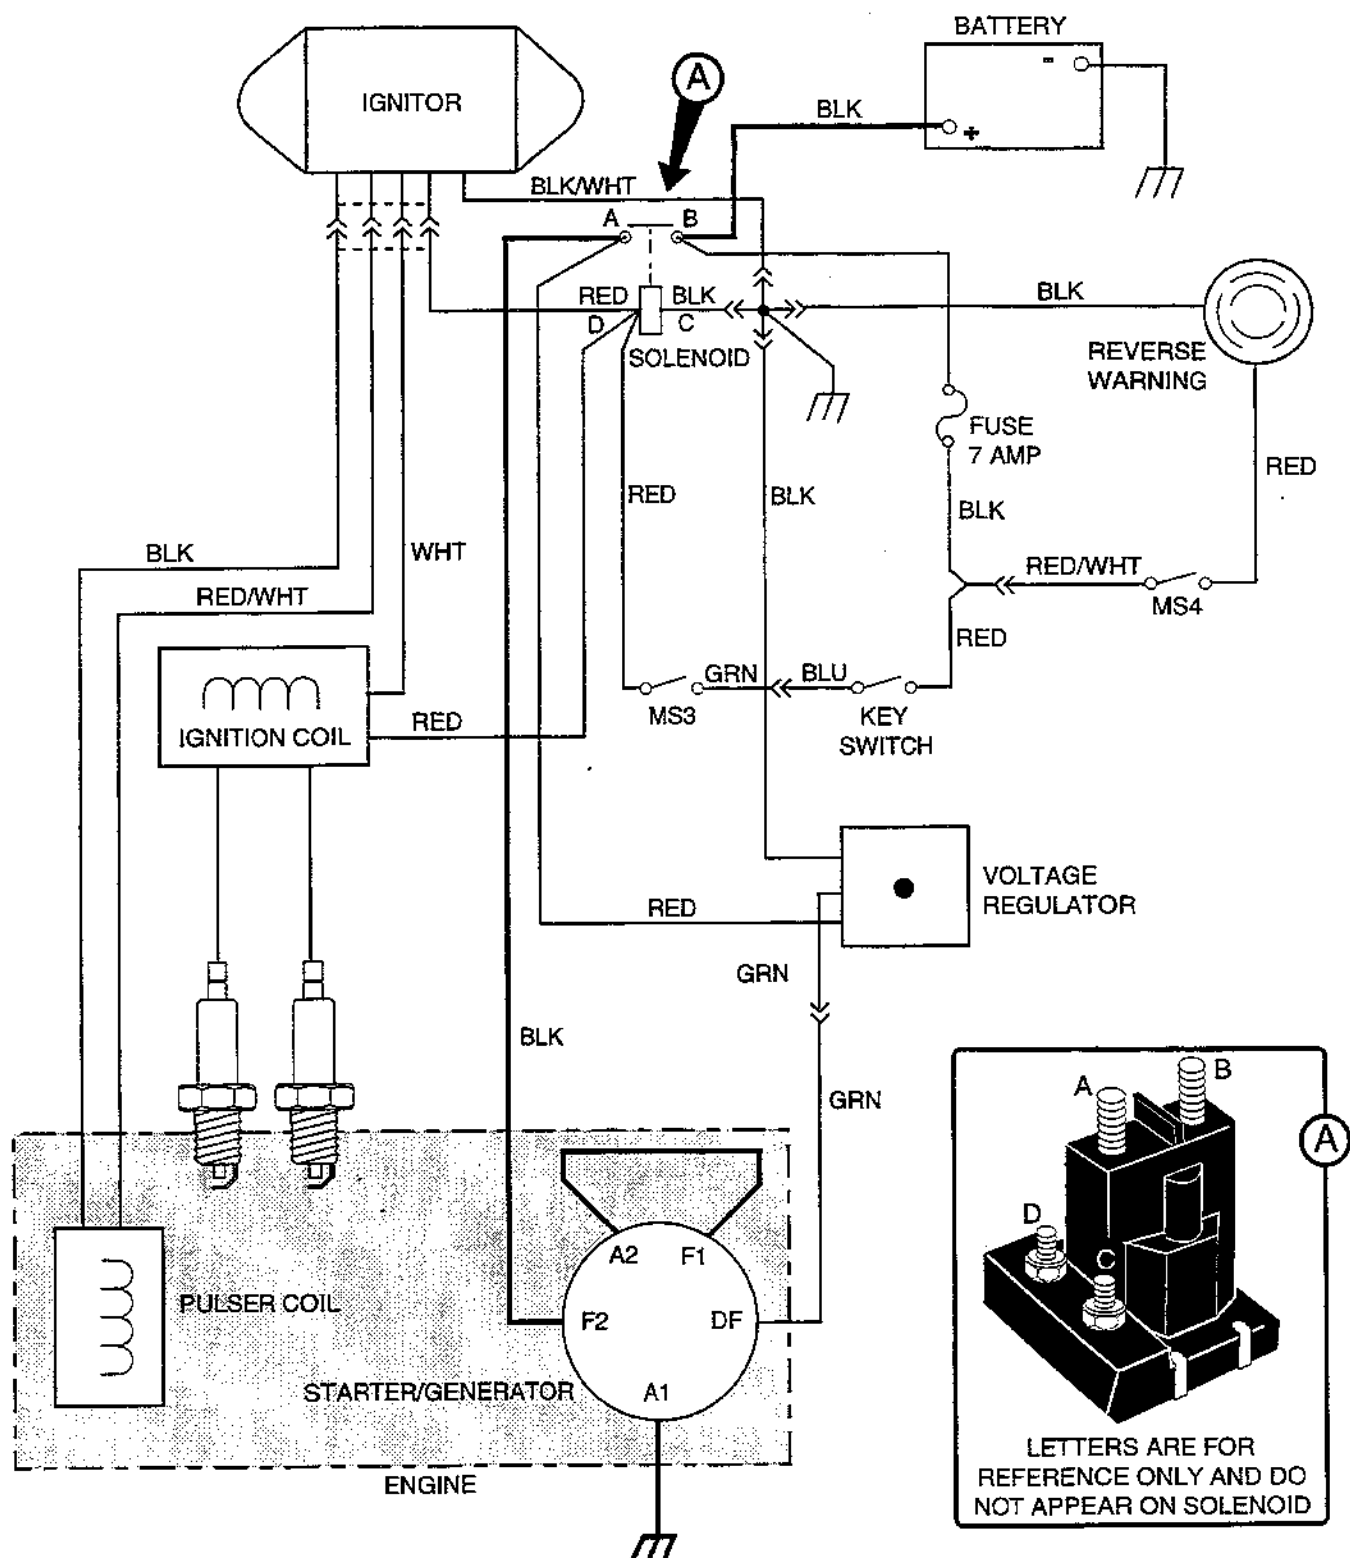 BATTERY
-
+
IGNITOR
A
BLK
BLK/WHT
A
B
RED
BLK
D
C
SOLENOID
BLK
REVERSE
WARNING
FUSE
7 AMP
RED
RED
BLK
BLK
BLK
WHT
RED/WHT
MS4
RED/WHT
RED
GRN
BLU
MS3
KEY
SWITCH
IGNITION COIL
RED
VOLTAGE
REGULATOR
RED
GRN
BLK
GRN
A2
F1
F2
DF
A1
PULSER COIL
STARTER/GENERATOR
ENGINE
A
B
D
C
A
LETTERS ARE FOR
REFERENCE ONLY AND DO
NOT APPEAR ON SOLENOID